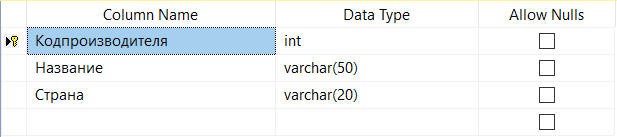 Column Name Data Type Allow Nulls
Кодпроизводителя int
Название varchar(50)
Страна varchar(20)